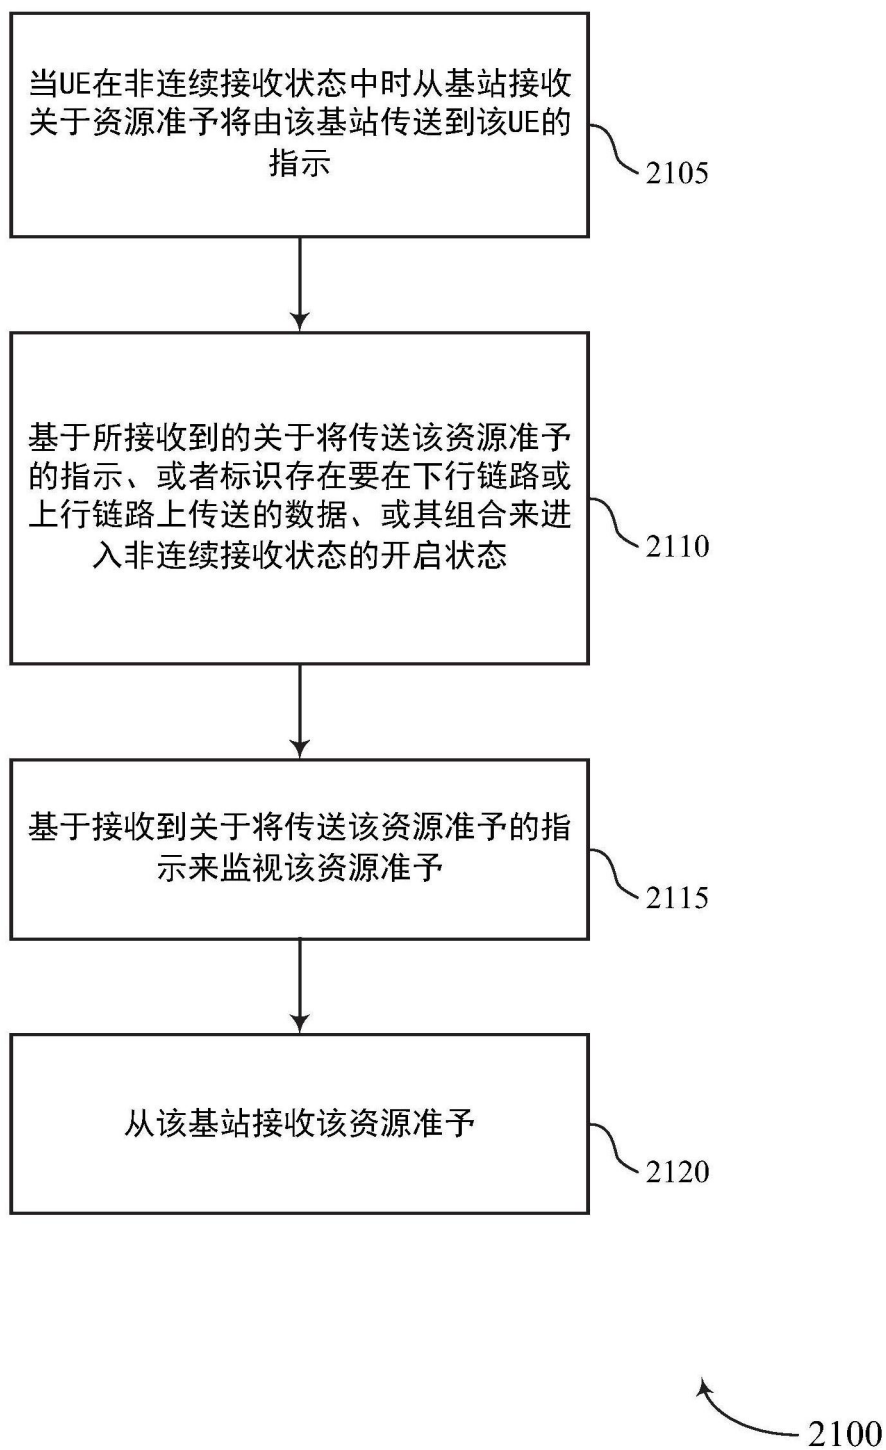 当UE在非连续接收状态中时从基站接收
关于资源准予将由该基站传送到该UE的
指示
2105
基于所接收到的关于将传送该资源准予
的指示、或者标识存在要在下行链路或
上行链路上传送的数据、或其组合来进
入非连续接收状态的开启状态
2110
基于接收到关于将传送该资源准予的指
示来监视该资源准予
2115
从该基站接收该资源准予
2120
2100